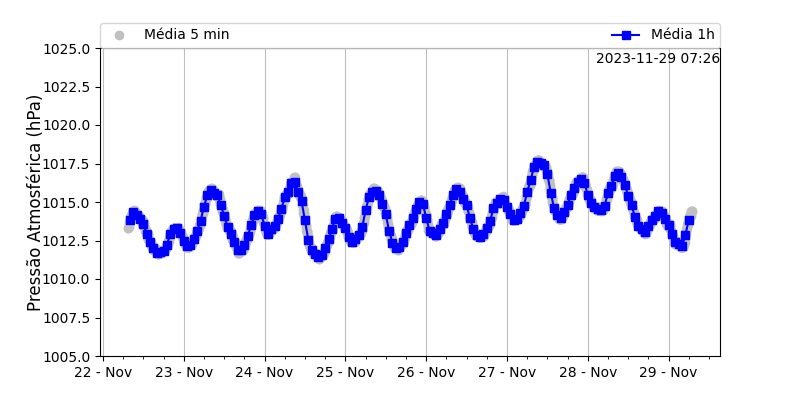 Média 5 min
Média 1h
2023-11-29 07:26
Pressão Atmosférica (hPa)
1025.0
1022.5
1020.0
1017.5
1015.0
1012.5
1010.0
1007.5
1005.0
22 - Nov
23 - Nov
24 - Nov
25 - Nov
26 - Nov
27 - Nov
28 - Nov
29 - Nov